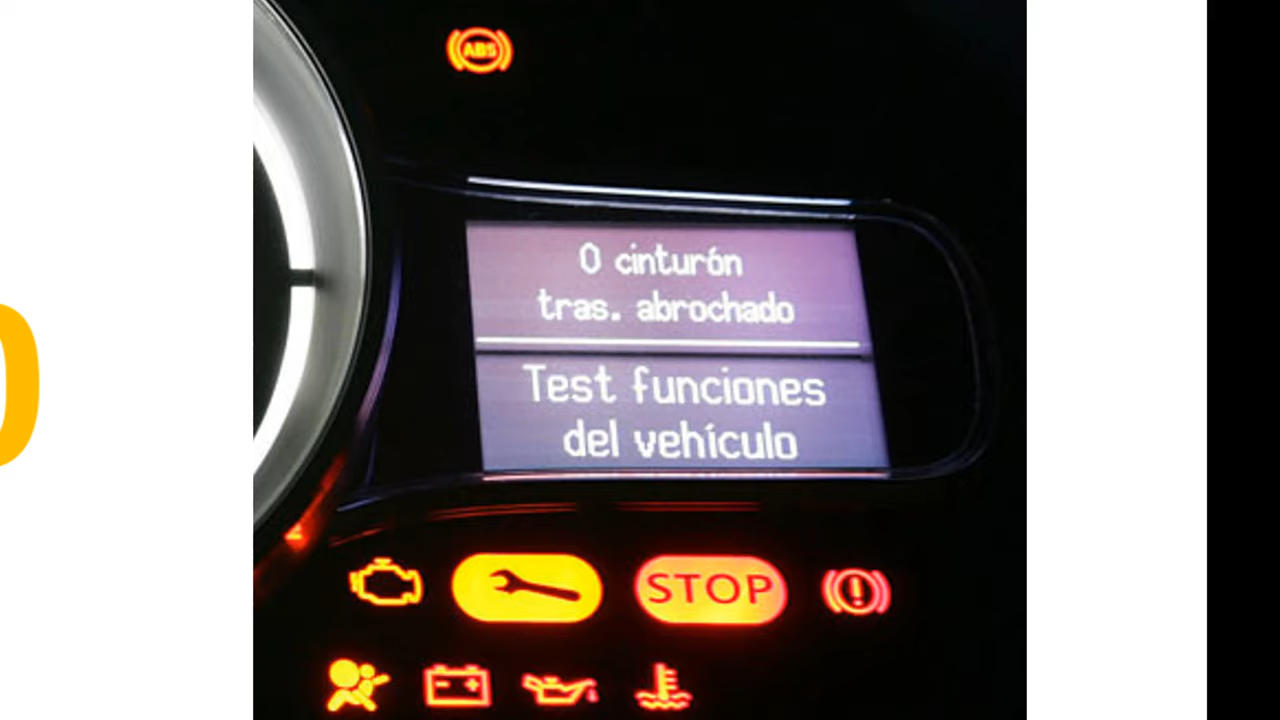 ABS
0 cinturón
tras. abrochado
Test funciones
del vehículo
STOP